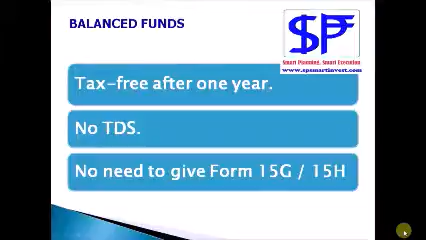 BALANCED FUNDS
Smart Planning, Smart Execution
www.spsmartinvest.com
Tax-free after one year.
No TDS.
No need to give Form 15G / 15H